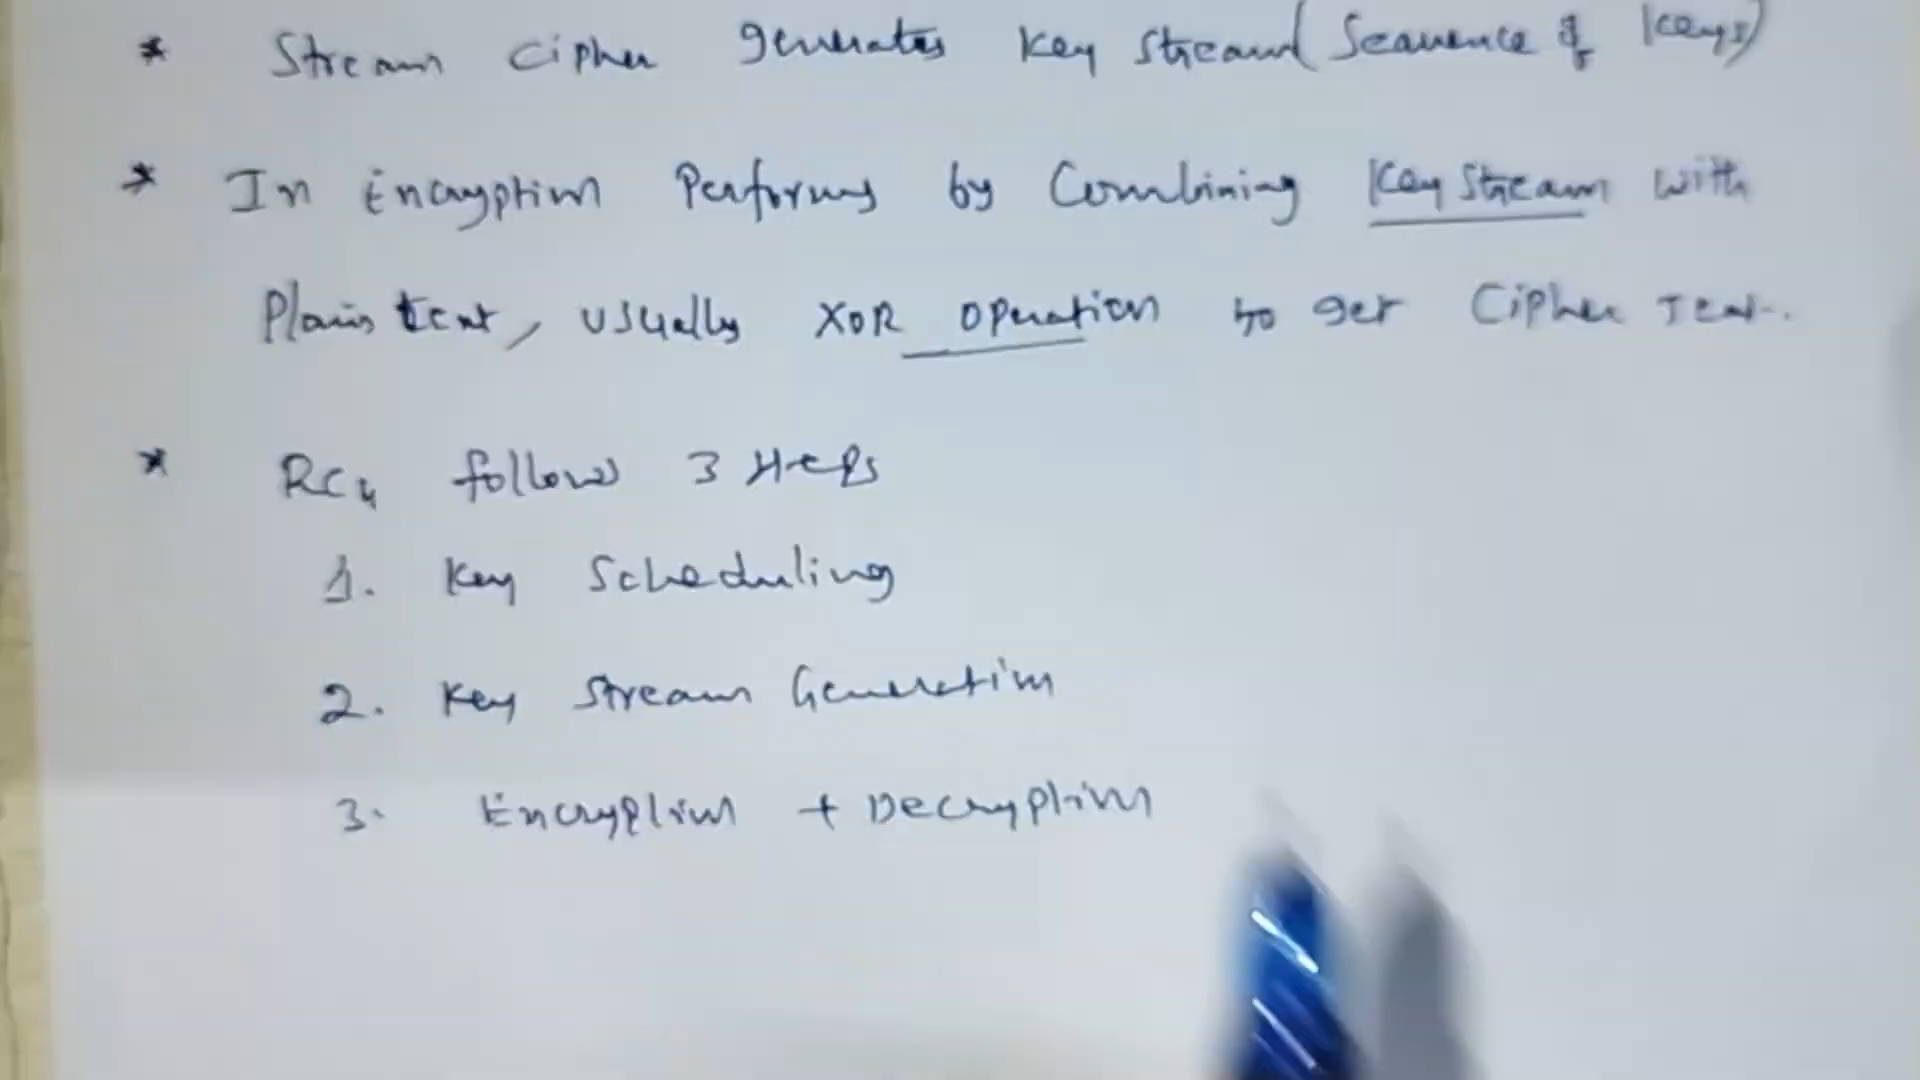 * Stream cipher generates key stream (Sequence of keys)
* In Encryption Performs by Combining Key Stream with
Plain text, usually XOR operation to get Cipher Text.
* RC4 follows 3 steps
1. Key Scheduling
2. Key Stream Generation
3. Encryption + Decryption